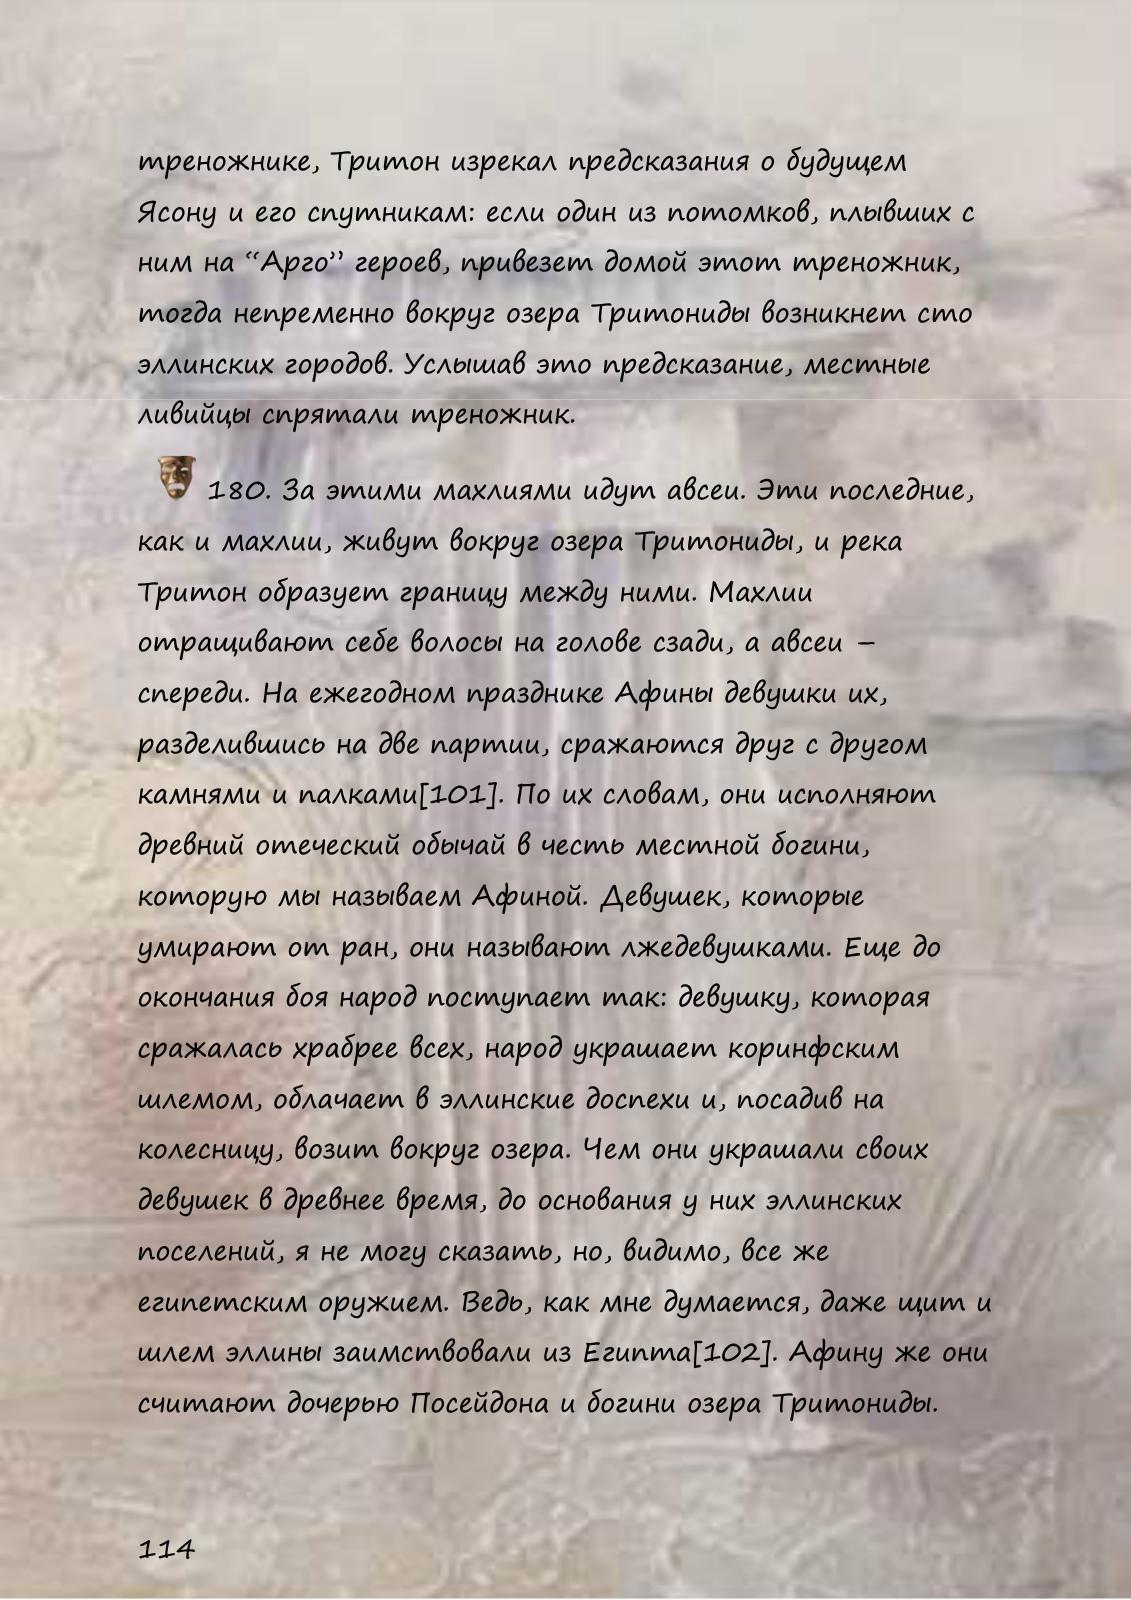 треножнике, Тритон изрекал предсказания о будущем
Ясону и его спутникам: если один из потомков, плывших с
ним на “Арго” героев, привезет домой этот треножник,
тогда непременно вокруг озера Тритониды возникнет сто
эллинских городов. Услышав это предсказание, местные
ливийцы спрятали треножник.
180. За этими махлиями идут авсеи. Эти последние,
как и махлии, живут вокруг озера Тритониды, и река
Тритон образует границу между ними. Махлии
отращивают себе волосы на голове сзади, а авсеи –
спереди. На ежегодном празднике Афины девушки их,
разделившись на две партии, сражаются друг с другом
камнями и палками[101]. По их словам, они исполняют
древний отеческий обычай в честь местной богини,
которую мы называем Афиной. Девушек, которые
умирают от ран, они называют лжедевушками. Еще до
окончания боя народ поступает так: девушку, которая
сражалась храбрее всех, народ украшает коринфским
шлемом, облачает в эллинские доспехи и, посадив на
колесницу, возит вокруг озера. Чем они украшали своих
девушек в древнее время, до основания у них эллинских
поселений, я не могу сказать, но, видимо, все же
египетским оружием. Ведь, как мне думается, даже щит и
шлем эллины заимствовали из Египта[102]. Афину же они
считают дочерью Посейдона и богини озера Тритониды.
114